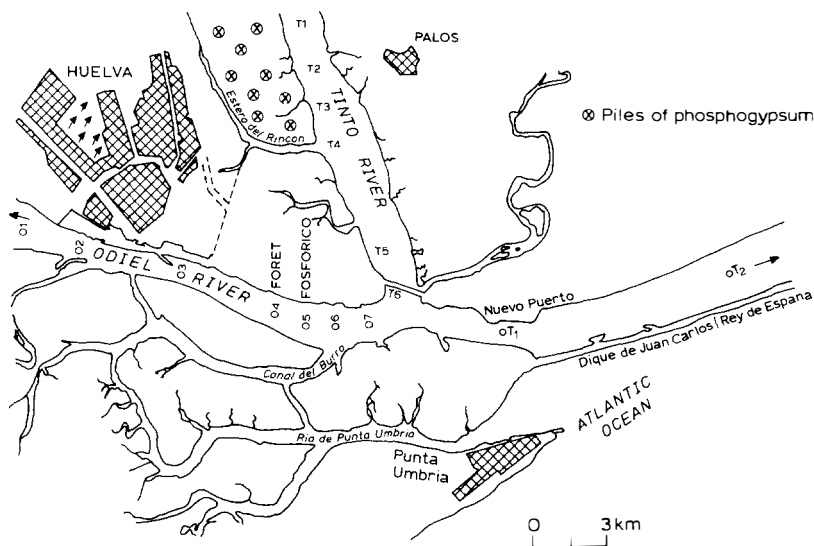 T1
PALOS
HUELVA
T2
⊗ Piles of phosphogypsum
T3
TINTO RIVER
Estero del Rincon
T4
T5
O1
O2
ODIEL RIVER
O3
FORET
FOSFORICO
O4
O5
O6
O7
T6
Nuevo Puerto
OT1
OT2
Dique de Juan Carlos I Rey de Espana
Canal del Burro
ATLANTIC
OCEAN
Ria de Punta Umbria
Punta
Umbria
0 3km